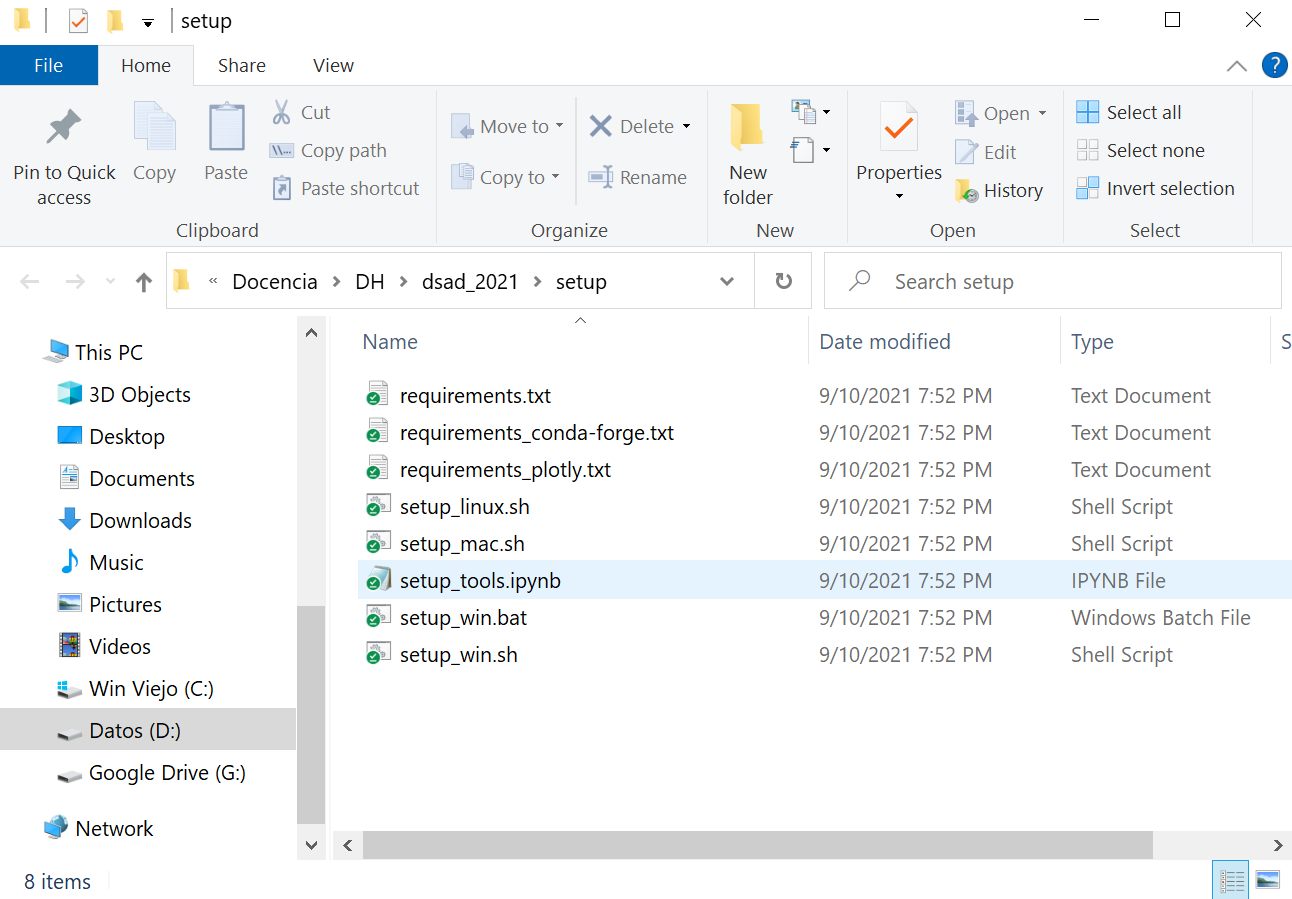 setup
File Home Share View
Pin to Quick access
Copy
Paste
Cut
Copy path
Paste shortcut
Clipboard
Move to
Copy to
Delete
Rename
Organize
New folder
New
Properties
Open
Edit
History
Open
Select all
Select none
Invert selection
Select
« Docencia > DH > dsad_2021 > setup
Search setup
This PC
3D Objects
Desktop
Documents
Downloads
Music
Pictures
Videos
Win Viejo (C:)
Datos (D:)
Google Drive (G:)
Network
Name Date modified Type S
requirements.txt 9/10/2021 7:52 PM Text Document
requirements_conda-forge.txt 9/10/2021 7:52 PM Text Document
requirements_plotly.txt 9/10/2021 7:52 PM Text Document
setup_linux.sh 9/10/2021 7:52 PM Shell Script
setup_mac.sh 9/10/2021 7:52 PM Shell Script
setup_tools.ipynb 9/10/2021 7:52 PM IPYNB File
setup_win.bat 9/10/2021 7:52 PM Windows Batch File
setup_win.sh 9/10/2021 7:52 PM Shell Script
8 items